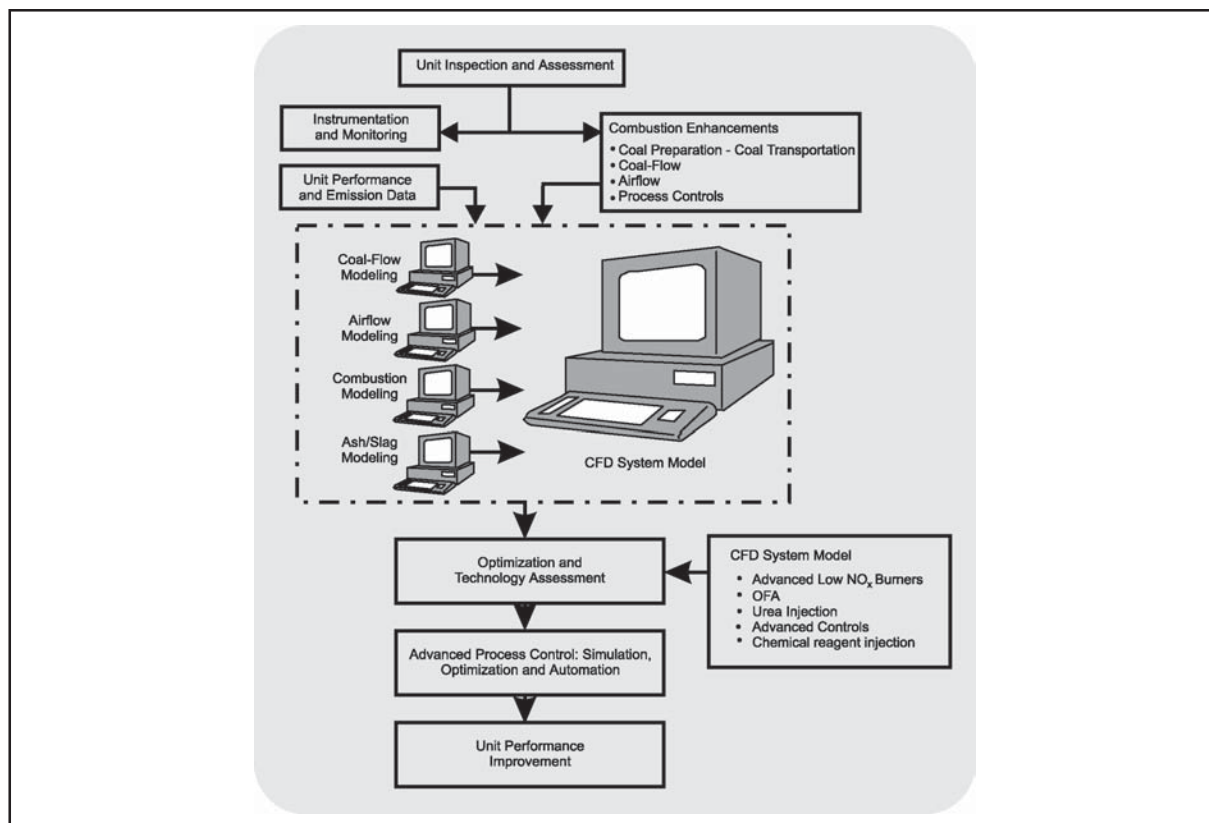 Unit Inspection and Assessment
Instrumentation
and Monitoring
Combustion Enhancements
• Coal Preparation - Coal Transportation
• Coal-Flow
• Airflow
• Process Controls
Unit Performance
and Emission Data
Coal-Flow
Modeling
Airflow
Modeling
Combustion
Modeling
Ash/Slag
Modeling
CFD System Model
Optimization and
Technology Assessment
CFD System Model
• Advanced Low NOx Burners
• OFA
• Urea Injection
• Advanced Controls
• Chemical reagent injection
Advanced Process Control: Simulation,
Optimization and Automation
Unit Performance
Improvement